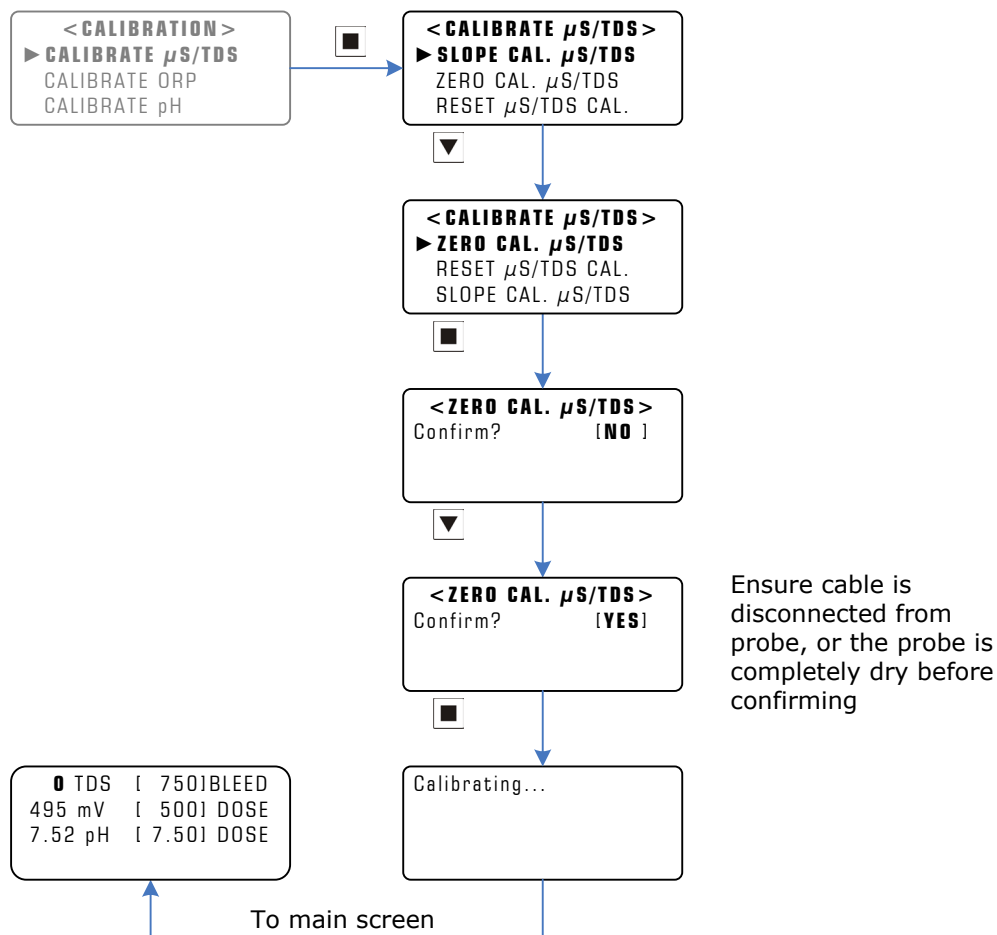 <CALIBRATION>
►CALIBRATE µS/TDS
CALIBRATE ORP
CALIBRATE pH
<CALIBRATE µS/TDS>
►SLOPE CAL. µS/TDS
ZERO CAL. µS/TDS
RESET µS/TDS CAL.
<CALIBRATE µS/TDS>
►ZERO CAL. µS/TDS
RESET µS/TDS CAL.
SLOPE CAL. µS/TDS
<ZERO CAL. µS/TDS>
Confirm? [NO ]
<ZERO CAL. µS/TDS>
Confirm? [YES]
Ensure cable is
disconnected from
probe, or the probe is
completely dry before
confirming
Calibrating...
0 TDS [ 750]BLEED
495 mV [ 500] DOSE
7.52 pH [ 7.50] DOSE
To main screen